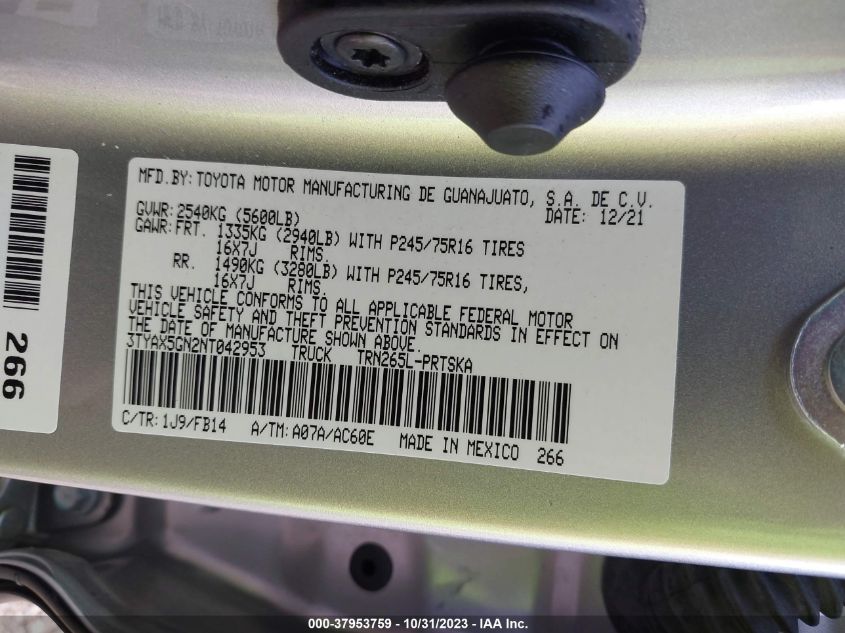 MFD.BY: TOYOTA MOTOR MANUFACTURING DE GUANAJUATO, S.A. DE C.V.
GVWR: 2540KG (5600LB) DATE: 12/21
GAWR: FRT. 1335KG (2940LB) WITH P245/75R16 TIRES
16X7J RIMS.
RR. 1490KG (3280LB) WITH P245/75R16 TIRES,
16X7J RIMS.
THIS VEHICLE CONFORMS TO ALL APPLICABLE FEDERAL MOTOR
VEHICLE SAFETY AND THEFT PREVENTION STANDARDS IN EFFECT ON
THE DATE OF MANUFACTURE SHOWN ABOVE.
3TYAX5GN2NT042953 TRUCK TRN265L-PRTSKA
C/TR: 1J9/FB14 A/TM: A07A/AC60E MADE IN MEXICO 266
266
000-37953759 - 10/31/2023 - IAA Inc.